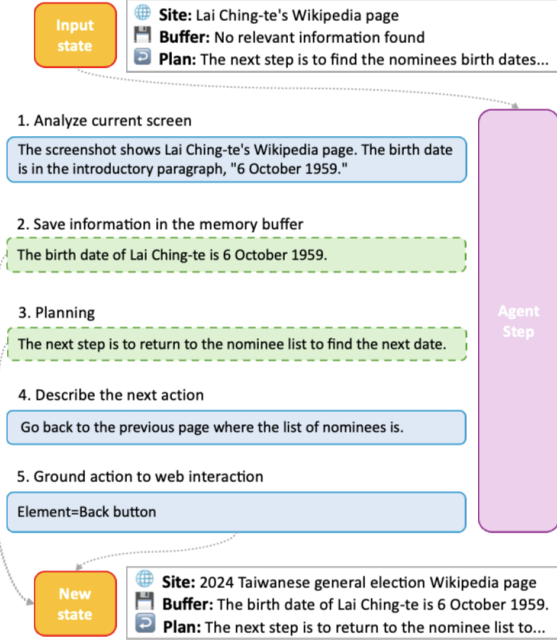 Input
state
Site: Lai Ching-te's Wikipedia page
Buffer: No relevant information found
Plan: The next step is to find the nominees birth dates...
1. Analyze current screen
The screenshot shows Lai Ching-te's Wikipedia page. The birth date
is in the introductory paragraph, "6 October 1959."
2. Save information in the memory buffer
The birth date of Lai Ching-te is 6 October 1959.
3. Planning
The next step is to return to the nominee list to find the next date.
Agent
Step
4. Describe the next action
Go back to the previous page where the list of nominees is.
5. Ground action to web interaction
Element=Back button
New
state
Site: 2024 Taiwanese general election Wikipedia page
Buffer: The birth date of Lai Ching-te is 6 October 1959.
Plan: The next step is to return to the nominee list to...